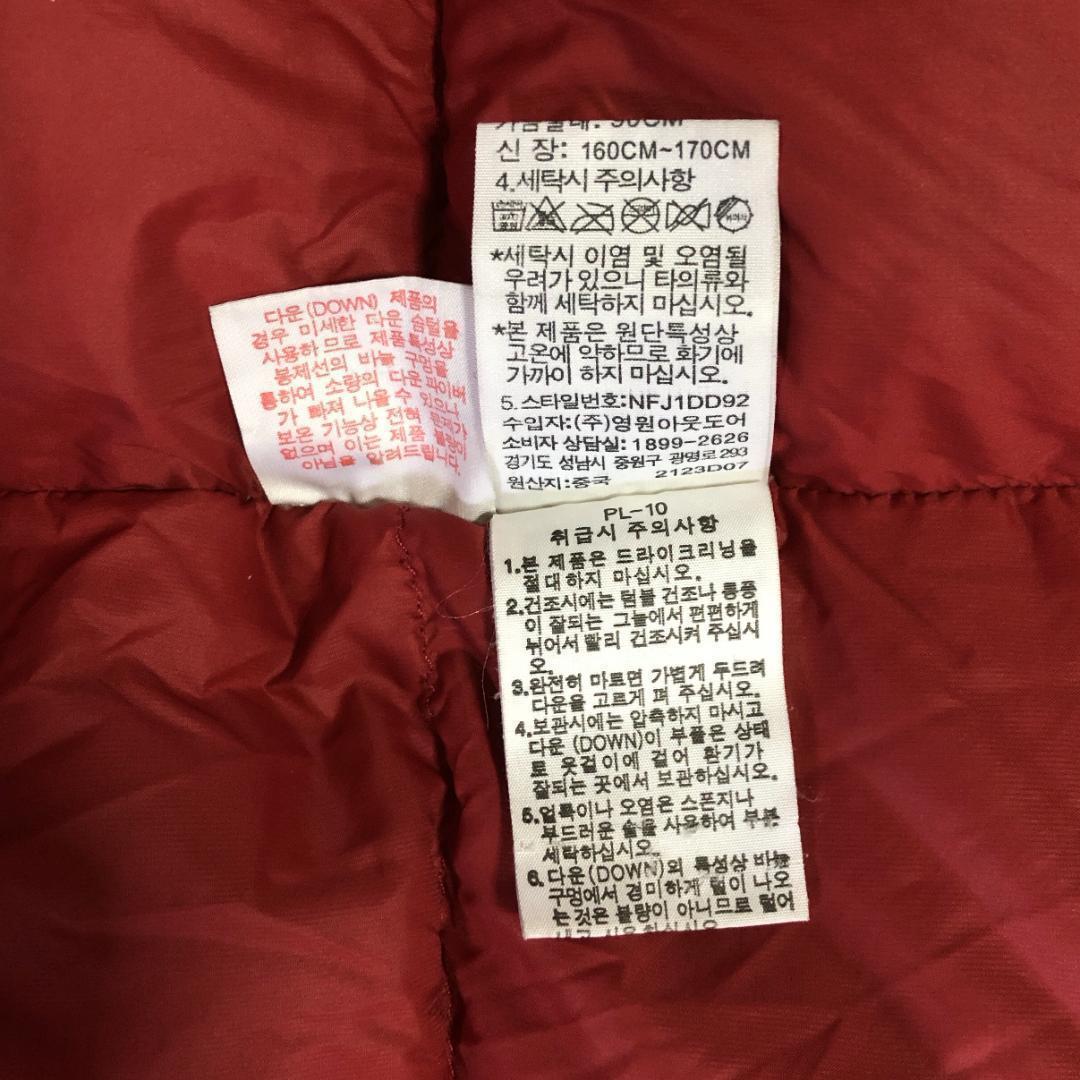 가슴둘레: 90CM
신 장: 160CM~170CM
4.세탁시 주의사항
*세탁시 이염 및 오염될
우려가 있으니 타의류와
함께 세탁하지 마십시오.
*본 제품은 원단특성상
고온에 약하므로 화기에
가까이 하지 마십시오.
5.스타일번호:NFJ1DD92
수입자:(주)영원아웃도어
소비자 상담실:1899-2626
경기도 성남시 중원구 광명로 293
원산지:중국 2123D07
다운(DOWN) 제품의
경우 미세한 다운 솜털을
사용하므로 제품특성상
봉제선의 바늘 구멍을
통하여 소량의 다운 파이버
가 빠져 나올수 있으나
보온 기능상 전혀 문제가
없으며 이는 제품 불량이
아님을 알려드립니다.
PL-10
취급시 주의사항
1.본 제품은 드라이크리닝을
절대하지 마십시오.
2.건조시에는 텀블 건조나 통풍
이 잘되는 그늘에서 편편하게
뉘어서 빨리 건조시켜 주십시
오.
3.완전히 마르면 가볍게 두드려
다운을 고르게 펴 주십시오.
4.보관시에는 압축하지 마시고
다운(DOWN)이 부풀은 상태
로 옷걸이에 걸어 환기가
잘되는 곳에서 보관하십시오.
5.얼룩이나 오염은 스폰지나
부드러운 솔을 사용하여 부분
세탁하십시오.
6.다운(DOWN)의 특성상 바늘
구멍에서 경미하게 털이 나오
는것은 불량이 아니므로 털어
내고 사용하십시오